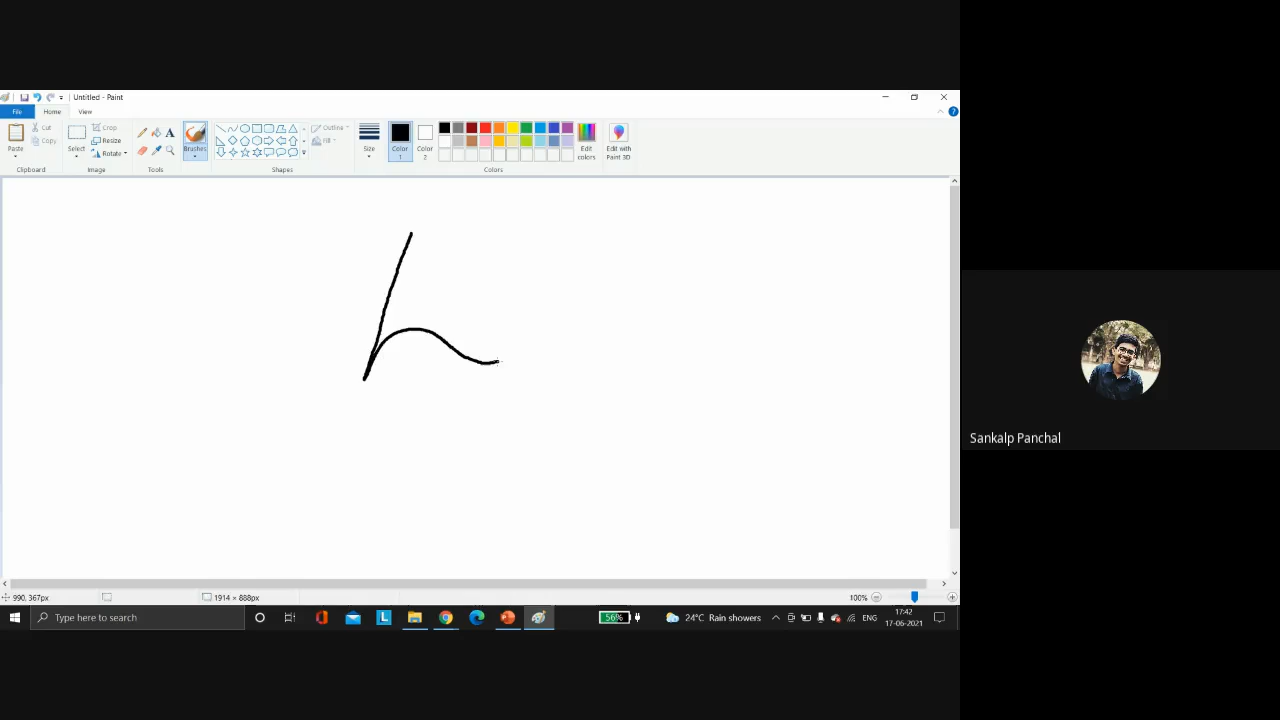 Untitled - Paint
File Home View
Paste
Cut
Copy
Clipboard
Select
Crop
Resize
Rotate
Image
Tools
Brushes
Shapes
Outline
Fill
Size
Color 1
Color 2
Edit colors
Edit with Paint 3D
Colors
h
Sankalp Panchal
990, 367px
1914 × 888px
100%
Type here to search
L
56%
24°C Rain showers
ENG
17:42
17-06-2021